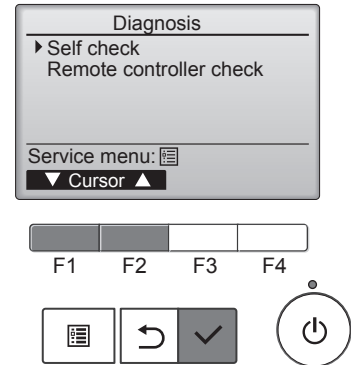 Diagnosis
Self check
Remote controller check
Service menu:
▼ Cursor ▲
F1 F2 F3 F4